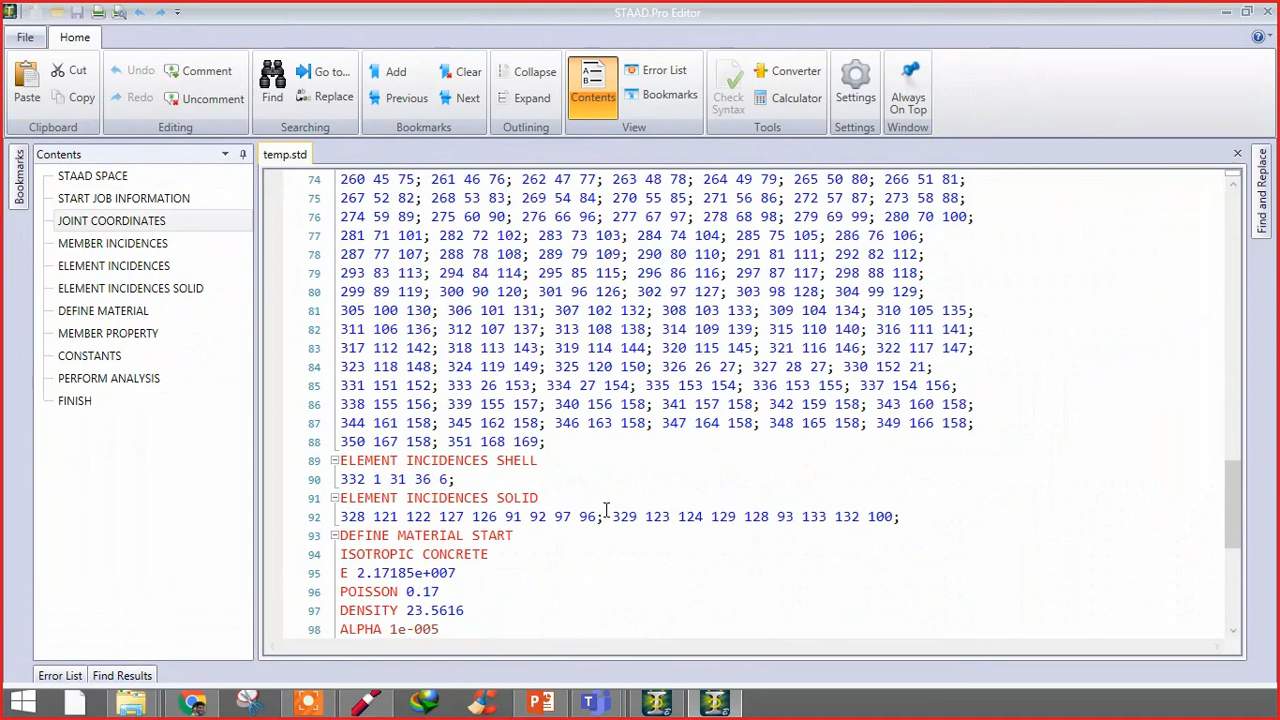 STAAD.Pro Editor
File Home
Paste Cut Copy Clipboard
Undo Redo Comment Uncomment Editing
Find Go to... Replace Searching
Add Clear Previous Next Bookmarks
Collapse Expand Outlining
Contents Error List Bookmarks View
Check Syntax Converter Calculator Tools
Settings Settings
Always On Top Window
Bookmarks
Contents
STAAD SPACE
START JOB INFORMATION
JOINT COORDINATES
MEMBER INCIDENCES
ELEMENT INCIDENCES
ELEMENT INCIDENCES SOLID
DEFINE MATERIAL
MEMBER PROPERTY
CONSTANTS
PERFORM ANALYSIS
FINISH
temp.std
74 260 45 75; 261 46 76; 262 47 77; 263 48 78; 264 49 79; 265 50 80; 266 51 81;
75 267 52 82; 268 53 83; 269 54 84; 270 55 85; 271 56 86; 272 57 87; 273 58 88;
76 274 59 89; 275 60 90; 276 66 96; 277 67 97; 278 68 98; 279 69 99; 280 70 100;
77 281 71 101; 282 72 102; 283 73 103; 284 74 104; 285 75 105; 286 76 106;
78 287 77 107; 288 78 108; 289 79 109; 290 80 110; 291 81 111; 292 82 112;
79 293 83 113; 294 84 114; 295 85 115; 296 86 116; 297 87 117; 298 88 118;
80 299 89 119; 300 90 120; 301 96 126; 302 97 127; 303 98 128; 304 99 129;
81 305 100 130; 306 101 131; 307 102 132; 308 103 133; 309 104 134; 310 105 135;
82 311 106 136; 312 107 137; 313 108 138; 314 109 139; 315 110 140; 316 111 141;
83 317 112 142; 318 113 143; 319 114 144; 320 115 145; 321 116 146; 322 117 147;
84 323 118 148; 324 119 149; 325 120 150; 326 26 27; 327 28 27; 330 152 21;
85 331 151 152; 333 26 153; 334 27 154; 335 153 154; 336 153 155; 337 154 156;
86 338 155 156; 339 155 157; 340 156 158; 341 157 158; 342 159 158; 343 160 158;
87 344 161 158; 345 162 158; 346 163 158; 347 164 158; 348 165 158; 349 166 158;
88 350 167 158; 351 168 169;
89 ELEMENT INCIDENCES SHELL
90 332 1 31 36 6;
91 ELEMENT INCIDENCES SOLID
92 328 121 122 127 126 91 92 97 96; 329 123 124 129 128 93 133 132 100;
93 DEFINE MATERIAL START
94 ISOTROPIC CONCRETE
95 E 2.17185e+007
96 POISSON 0.17
97 DENSITY 23.5616
98 ALPHA 1e-005
Find and Replace
Error List Find Results